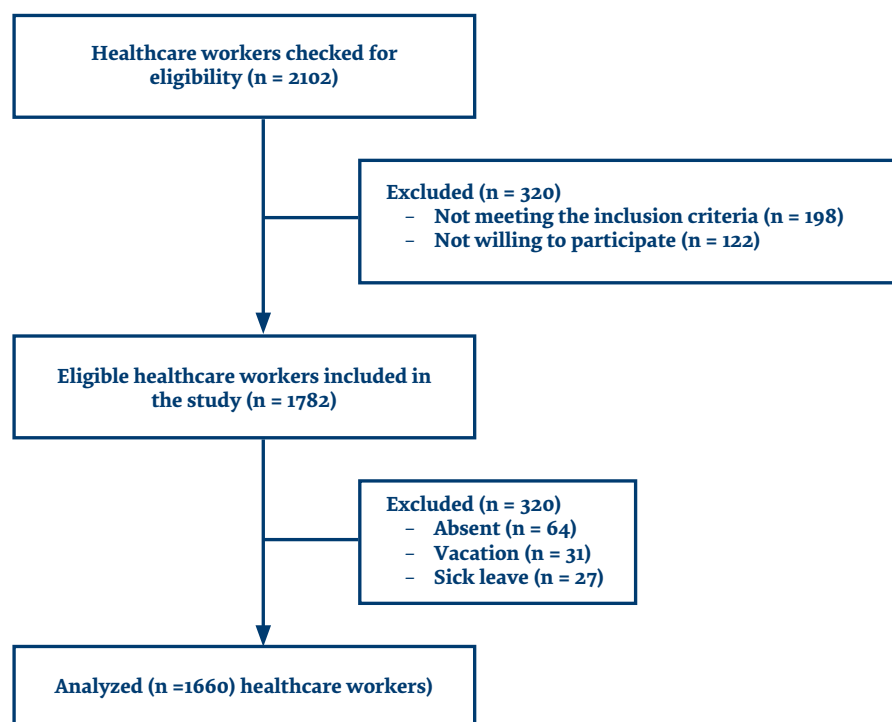 Healthcare workers checked for
eligibility (n = 2102)
Excluded (n = 320)
- Not meeting the inclusion criteria (n = 198)
- Not willing to participate (n = 122)
Eligible healthcare workers included in
the study (n = 1782)
Excluded (n = 320)
- Absent (n = 64)
- Vacation (n = 31)
- Sick leave (n = 27)
Analyzed (n =1660) healthcare workers)